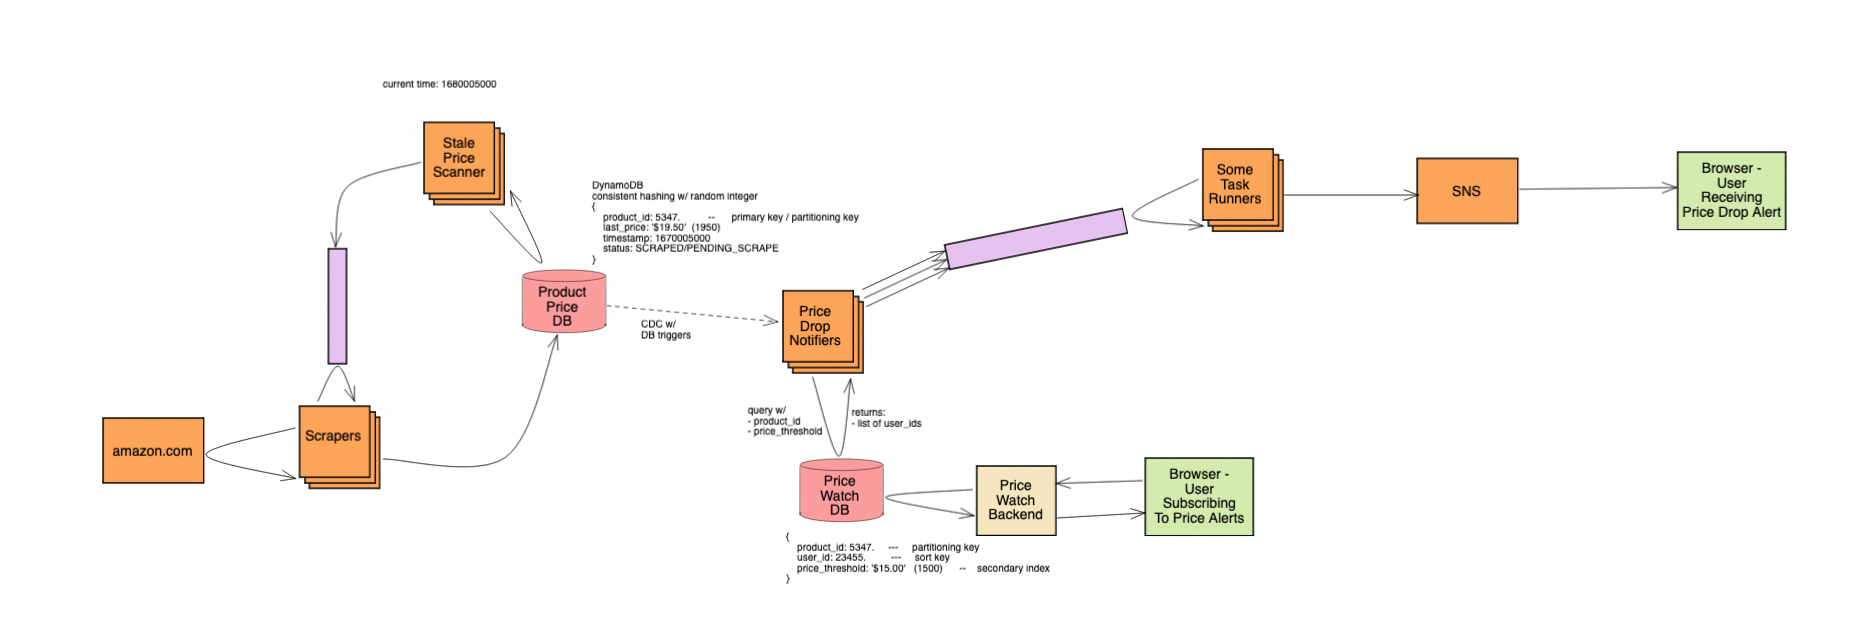 current time: 1680005000
Stale
Price
Scanner
DynamoDB
consistent hashing w/ random integer
{
product_id: 5347. -- primary key / partitioning key
last_price: '$19.50' (1950)
timestamp: 1670005000
status: SCRAPED/PENDING_SCRAPE
}
Product
Price
DB
CDC w/
DB triggers
amazon.com
Scrapers
Price
Drop
Notifiers
query w/
- product_id
- price_threshold
returns:
- list of user_ids
Price
Watch
DB
{
product_id: 5347. --- partitioning key
user_id: 23455. --- sort key
price_threshold: '$15.00' (1500) -- secondary index
}
Price
Watch
Backend
Browser -
User
Subscribing
To Price Alerts
Some
Task
Runners
SNS
Browser -
User
Receiving
Price Drop Alert